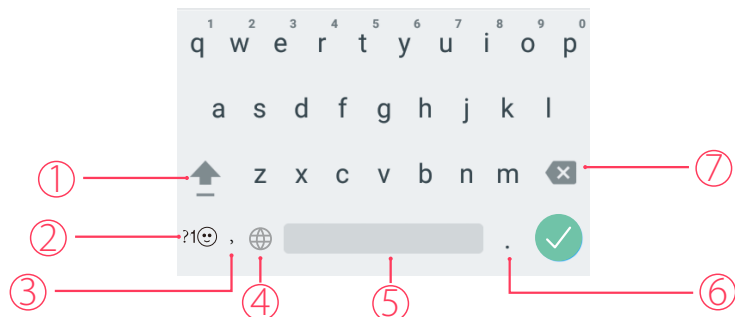 1 2 3 4 5 6 7 8 9 0
q w e r t y u i o p
a s d f g h j k l
① z x c v b n m ⑦
② ?1 , .
③ ④ ⑤ ⑥